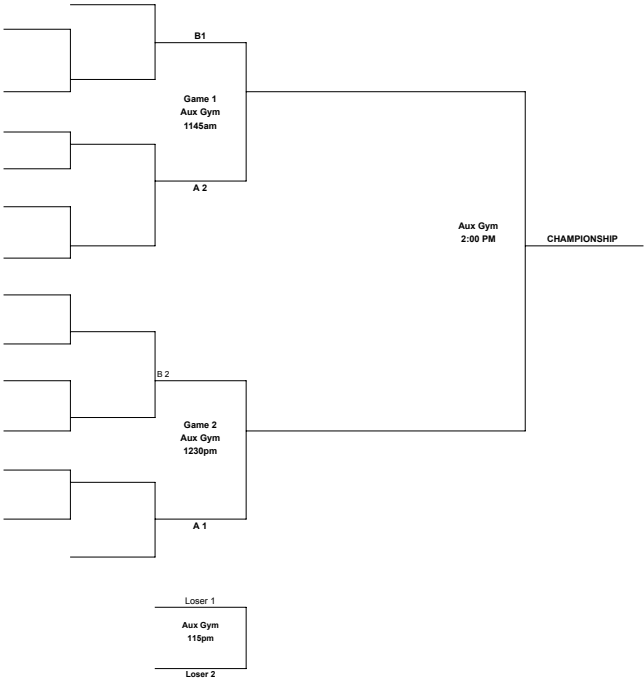 B1
Game 1
Aux Gym
1145am
A 2
Aux Gym
2:00 PM
CHAMPIONSHIP
B 2
Game 2
Aux Gym
1230pm
A 1
Loser 1
Aux Gym
115pm
Loser 2